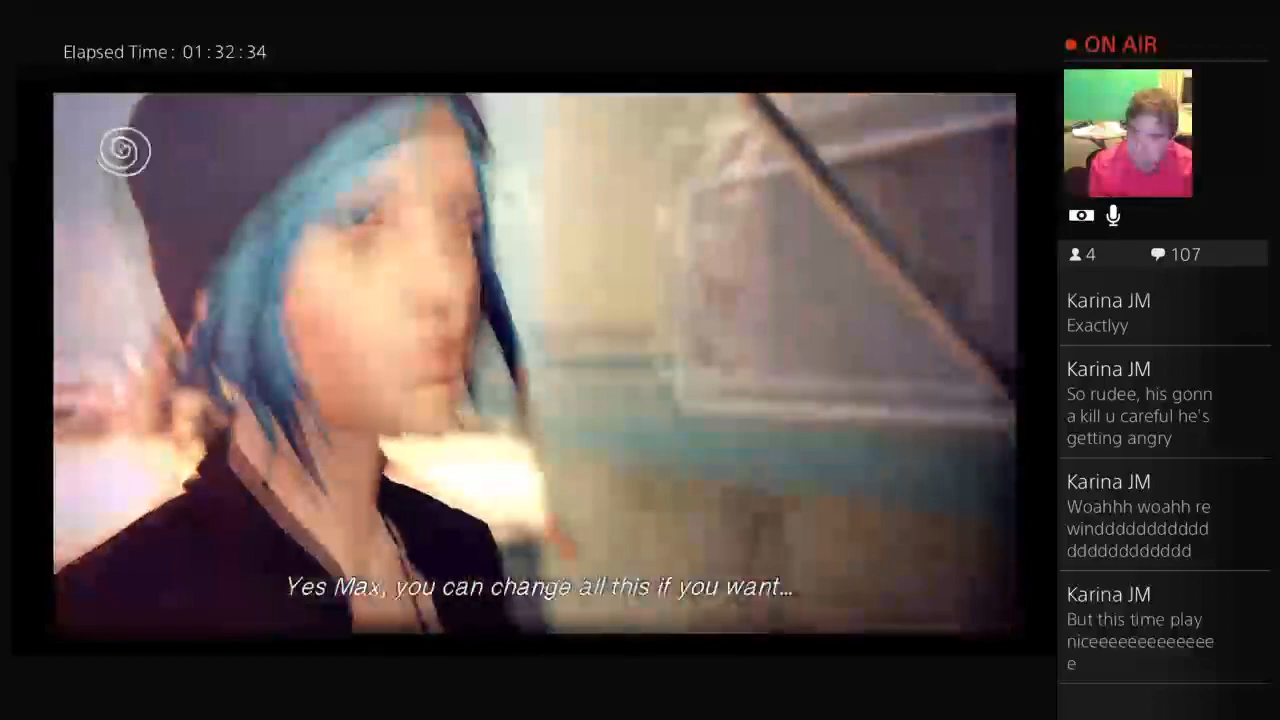 Elapsed Time: 01:32:34
ON AIR
4 107
Karina JM
Exactlyy
Karina JM
So rudee, his gonn
a kill u careful he's
getting angry
Karina JM
Woahhh woahh re
winddddddddddd
dddddddddddd
Karina JM
But this time play
niceeeeeeeeeeeeee
e
Yes Max, you can change all this if you want...